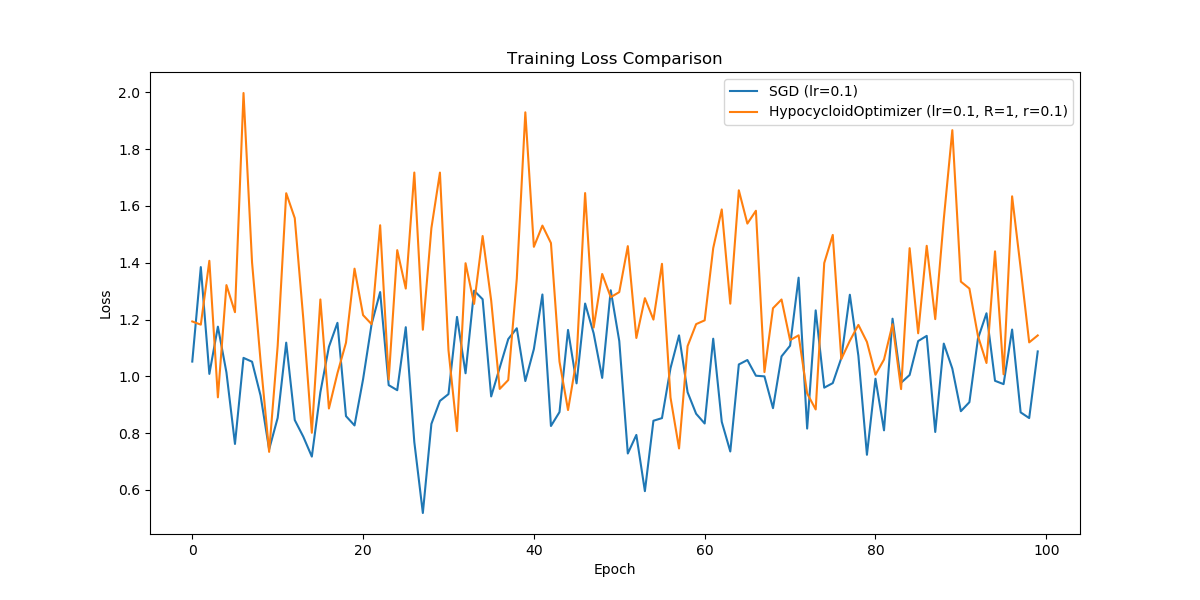 Training Loss Comparison
SGD (lr=0.1)
HypocycloidOptimizer (lr=0.1, R=1, r=0.1)
2.0
1.8
1.6
1.4
1.2
1.0
0.8
0.6
Loss
0
20
40
60
80
100
Epoch